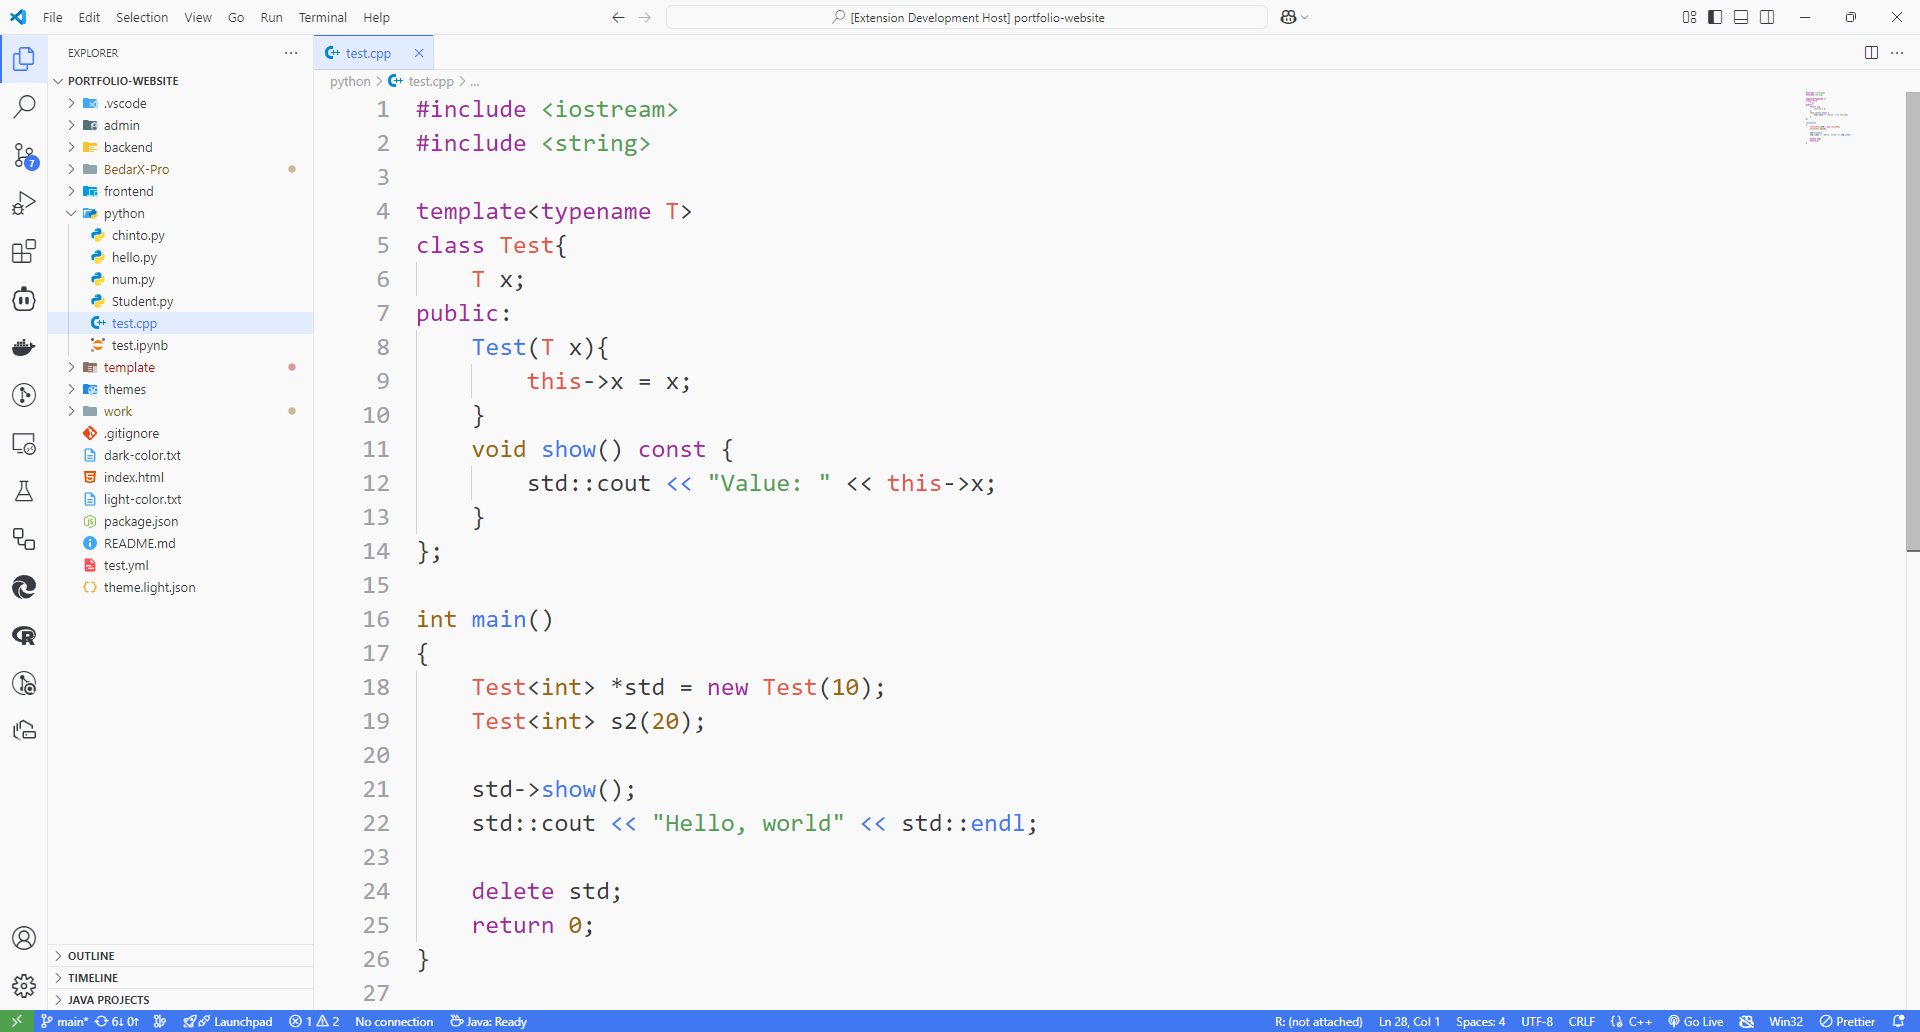 File Edit Selection View Go Run Terminal Help
[Extension Development Host] portfolio-website
EXPLORER
PORTFOLIO-WEBSITE
.vscode
admin
backend
BedarX-Pro
frontend
python
chinto.py
hello.py
num.py
Student.py
test.cpp
test.ipynb
template
themes
work
.gitignore
dark-color.txt
index.html
light-color.txt
package.json
README.md
test.yml
theme.light.json
OUTLINE
TIMELINE
JAVA PROJECTS
7
test.cpp
python > test.cpp > ...
1 #include <iostream>
2 #include <string>
3
4 template<typename T>
5 class Test{
6 T x;
7 public:
8 Test(T x){
9 this->x = x;
10 }
11 void show() const {
12 std::cout << "Value: " << this->x;
13 }
14 };
15
16 int main()
17 {
18 Test<int> *std = new Test(10);
19 Test<int> s2(20);
20
21 std->show();
22 std::cout << "Hello, world" << std::endl;
23
24 delete std;
25 return 0;
26 }
27
main* 6↓ 0↑ Launchpad 1 2 No connection Java: Ready R: (not attached) Ln 28, Col 1 Spaces: 4 UTF-8 CRLF {} C++ Go Live Win32 Prettier